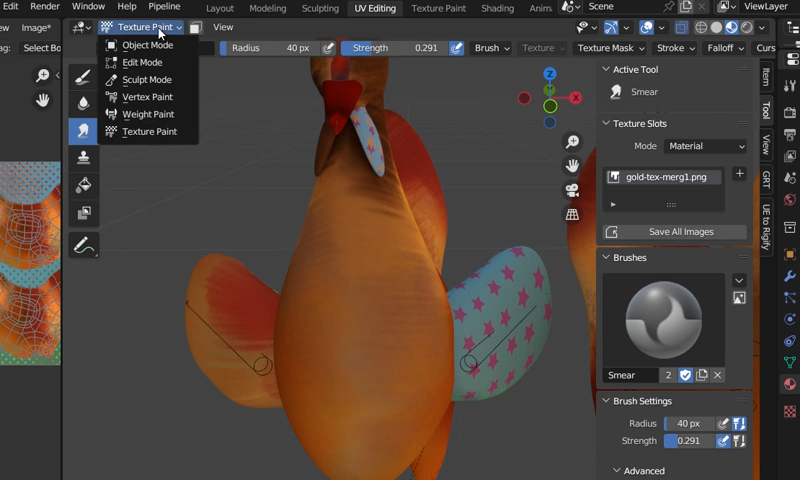 Edit Render Window Help Pipeline Layout Modeling Sculpting UV Editing Texture Paint Shading Anim Scene ViewLayer
Texture Paint View
ag: Select Bo Radius 40 px Strength 0.291 Brush Texture Mask Stroke Falloff Curs
View Image*
Object Mode
Edit Mode
Sculpt Mode
Vertex Paint
Weight Paint
Texture Paint
Z
X
Active Tool
Smear
Texture Slots
Mode Material
gold-tex-merg1.png
Save All Images
Brushes
Smear 2
Brush Settings
Radius 40 px
Strength 0.291
Advanced
Item
Tool
View
GRT
UE to Rigify